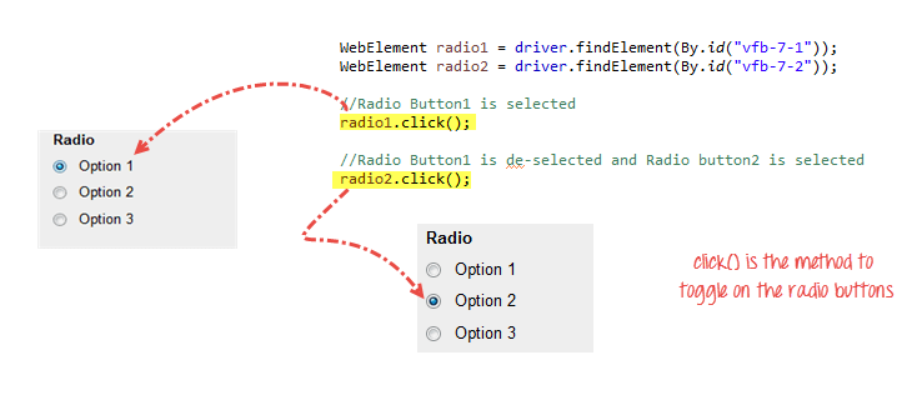 WebElement radio1 = driver.findElement(By.id("vfb-7-1"));
WebElement radio2 = driver.findElement(By.id("vfb-7-2"));
//Radio Button1 is selected
radio1.click();
//Radio Button1 is de-selected and Radio button2 is selected
radio2.click();
Radio
Option 1
Option 2
Option 3
Radio
Option 1
Option 2
Option 3
click() is the method to
toggle on the radio buttons